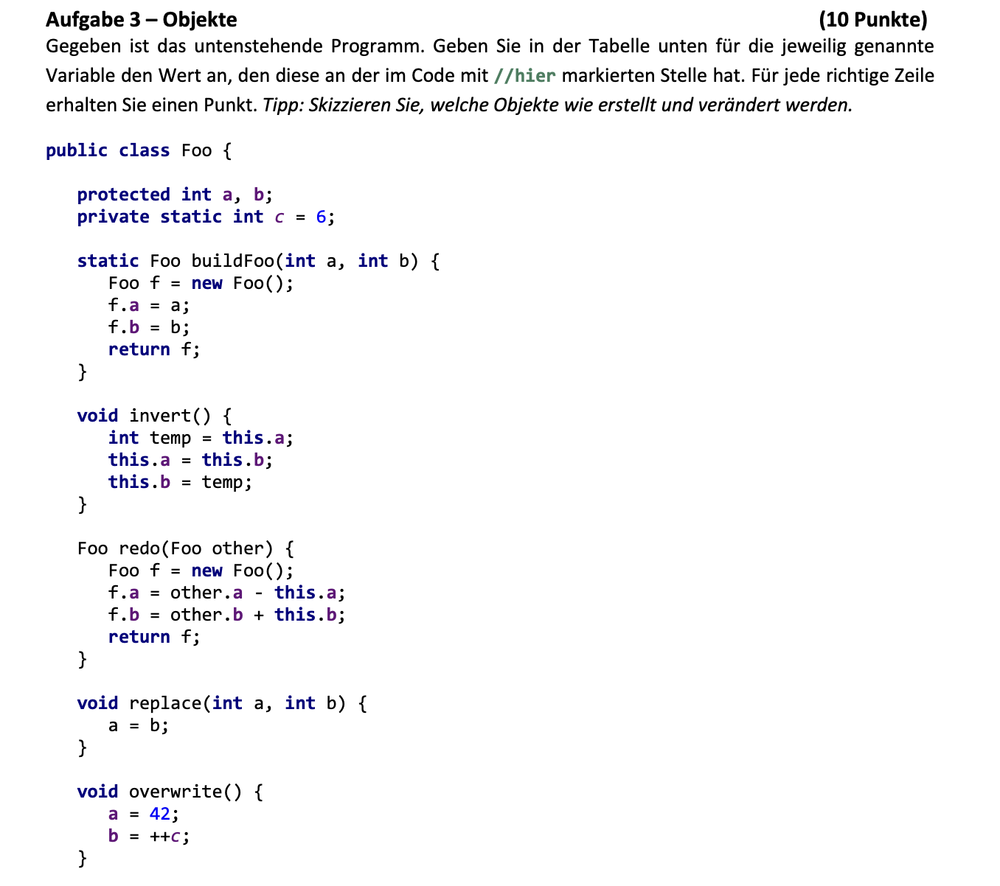 Aufgabe 3 – Objekte (10 Punkte)
Gegeben ist das untenstehende Programm. Geben Sie in der Tabelle unten für die jeweilig genannte
Variable den Wert an, den diese an der im Code mit //hier markierten Stelle hat. Für jede richtige Zeile
erhalten Sie einen Punkt. Tipp: Skizzieren Sie, welche Objekte wie erstellt und verändert werden.
public class Foo {
protected int a, b;
private static int c = 6;
static Foo buildFoo(int a, int b) {
Foo f = new Foo();
f.a = a;
f.b = b;
return f;
}
void invert() {
int temp = this.a;
this.a = this.b;
this.b = temp;
}
Foo redo(Foo other) {
Foo f = new Foo();
f.a = other.a - this.a;
f.b = other.b + this.b;
return f;
}
void replace(int a, int b) {
a = b;
}
void overwrite() {
a = 42;
b = ++c;
}